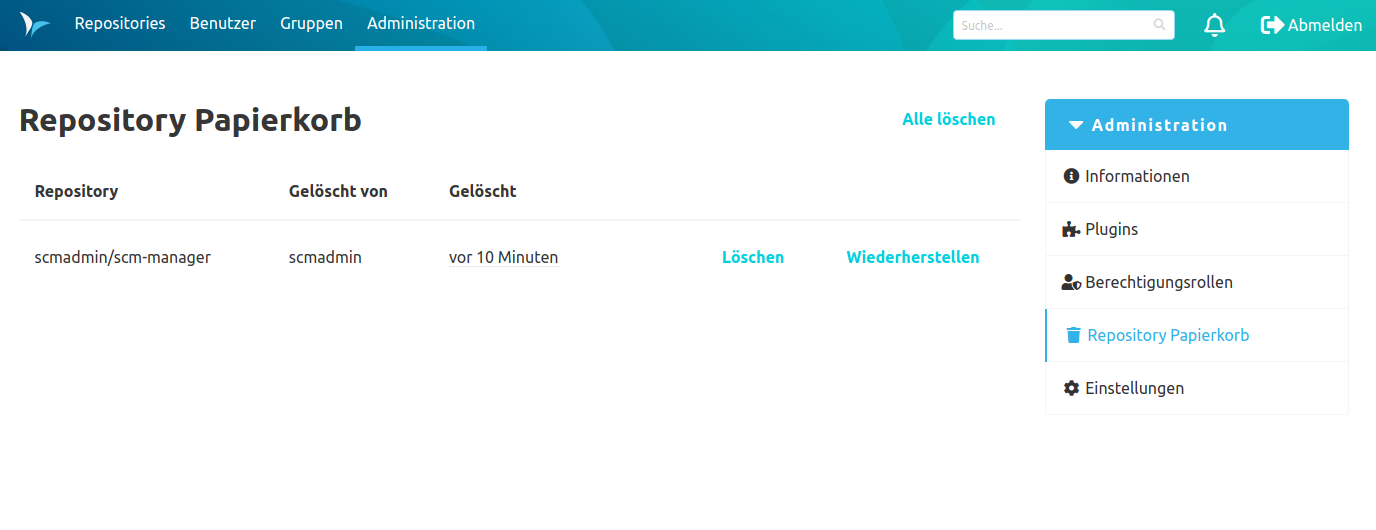 Repositories Benutzer Gruppen Administration Suche... Abmelden
Repository Papierkorb Alle löschen
Repository Gelöscht von Gelöscht
scmadmin/scm-manager scmadmin vor 10 Minuten Löschen Wiederherstellen
Administration
Informationen
Plugins
Berechtigungsrollen
Repository Papierkorb
Einstellungen